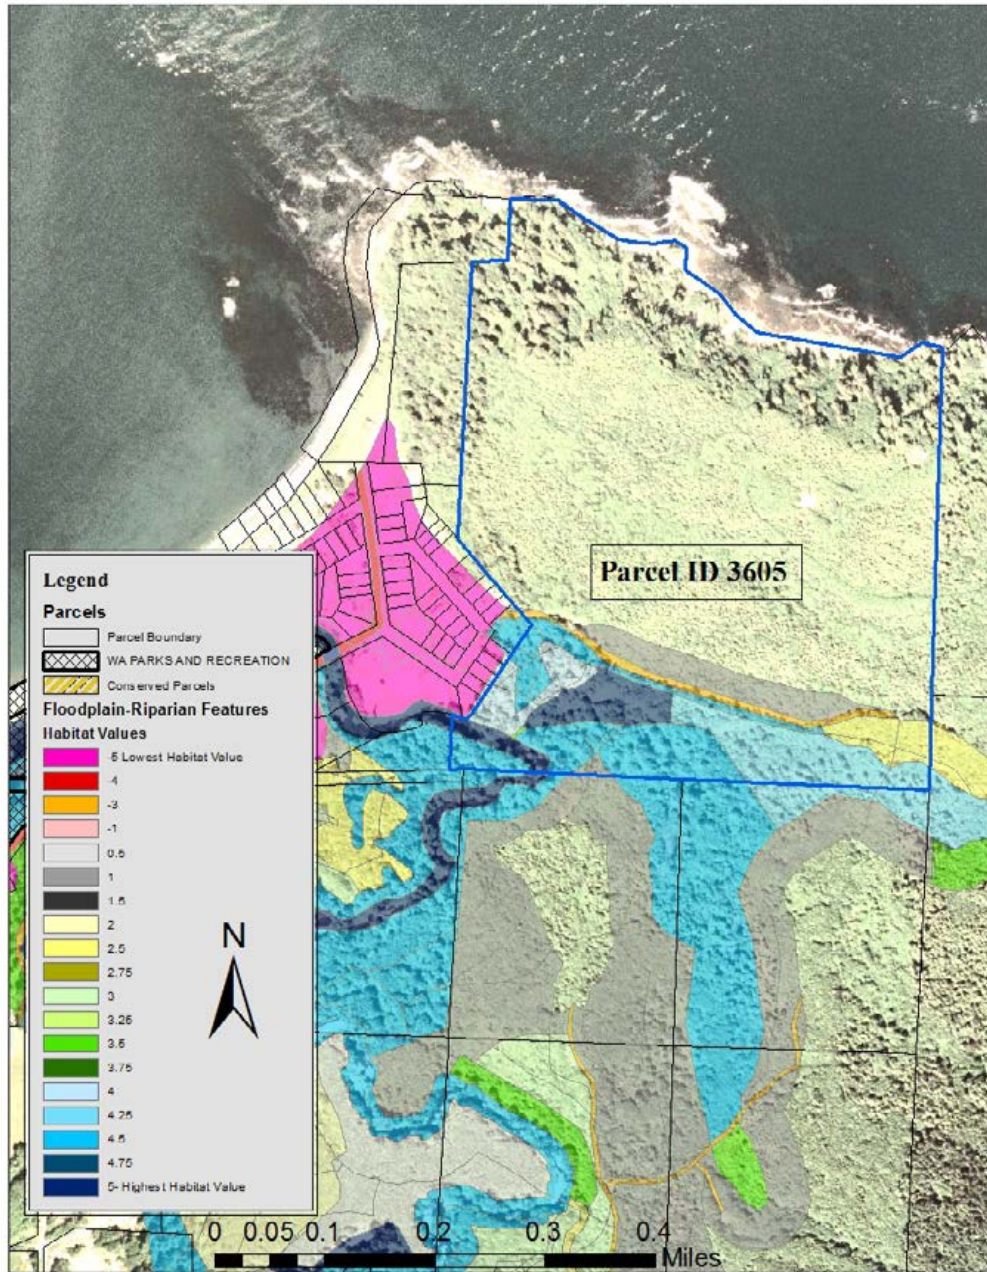 Parcel ID 3605
Legend
Parcels
Parcel Boundary
WA PARKS AND RECREATION
Conserved Parcels
Floodplain-Riparian Features
Habitat Values
-5 Lowest Habitat Value
-4
-3
-1
0.5
1
1.5
2
2.5
2.75
3
3.25
3.5
3.75
4
4.25
4.5
4.75
5- Highest Habitat Value
N
0 0.05 0.1 0.2 0.3 0.4
Miles